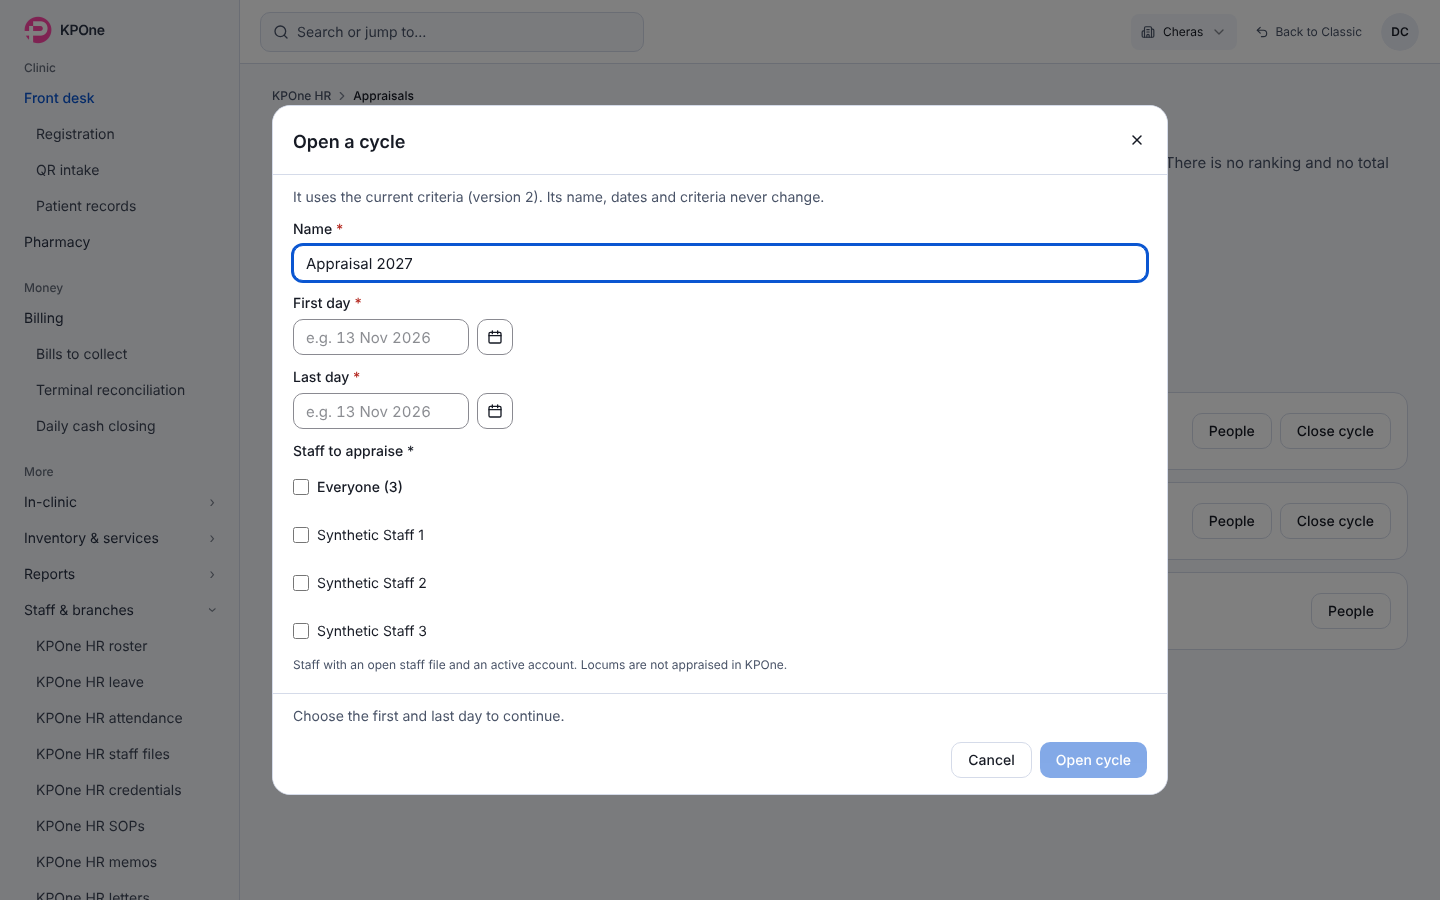 KPOne
Search or jump to...
Cheras
Back to Classic
DC
Clinic
Front desk
Registration
QR intake
Patient records
Pharmacy
Money
Billing
Bills to collect
Terminal reconciliation
Daily cash closing
More
In-clinic
Inventory & services
Reports
Staff & branches
KPOne HR roster
KPOne HR leave
KPOne HR attendance
KPOne HR staff files
KPOne HR credentials
KPOne HR SOPs
KPOne HR memos
KPOne HR letters
KPOne HR > Appraisals
There is no ranking and no total
People
Close cycle
People
Close cycle
People
Open a cycle
It uses the current criteria (version 2). Its name, dates and criteria never change.
Name *
Appraisal 2027
First day *
e.g. 13 Nov 2026
Last day *
e.g. 13 Nov 2026
Staff to appraise *
Everyone (3)
Synthetic Staff 1
Synthetic Staff 2
Synthetic Staff 3
Staff with an open staff file and an active account. Locums are not appraised in KPOne.
Choose the first and last day to continue.
Cancel
Open cycle